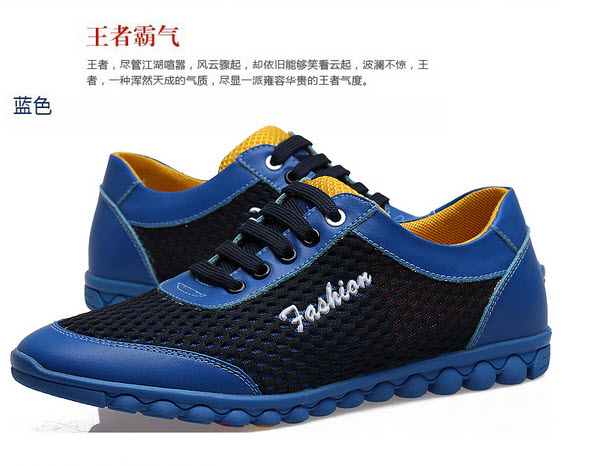 王者霸气
王者，尽管江湖喧嚣，风云骤起，却依旧能够笑看云起，波澜不惊，王
者，一种浑然天成的气质，尽显一派雍容华贵的王者气度。
蓝色
Fashion